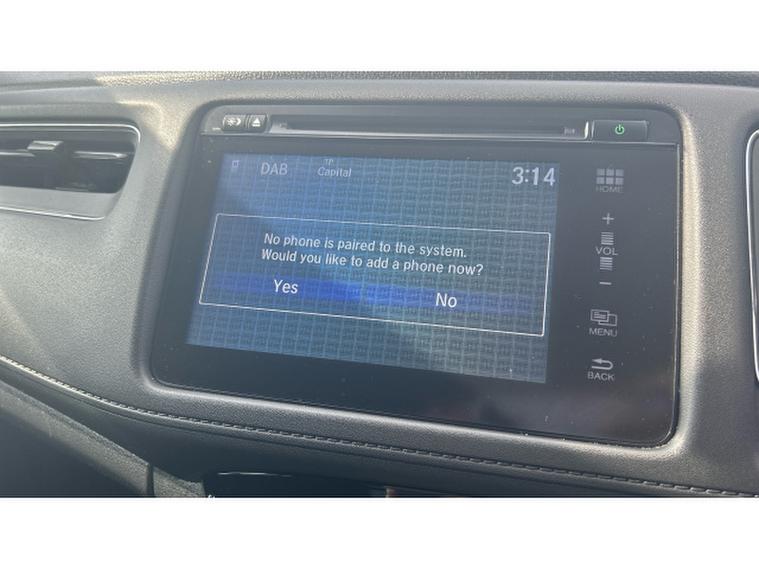 TP
DAB Capital 3:14
No phone is paired to the system.
Would you like to add a phone now?
Yes No
HOME
+
VOL
−
MENU
BACK